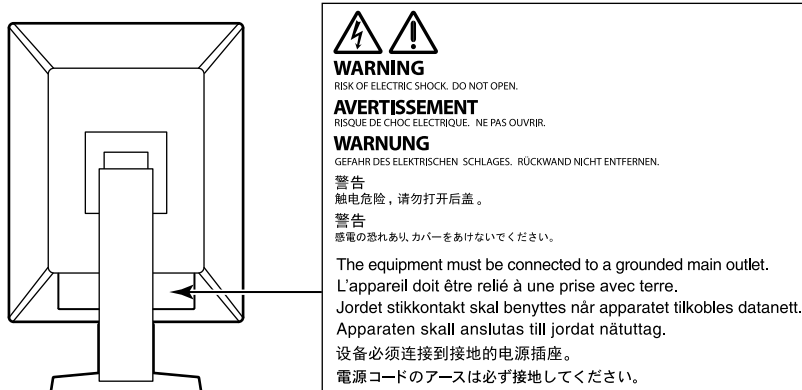 WARNING
RISK OF ELECTRIC SHOCK. DO NOT OPEN.
AVERTISSEMENT
RISQUE DE CHOC ELECTRIQUE. NE PAS OUVRIR.
WARNUNG
GEFAHR DES ELEKTRISCHEN SCHLAGES. RÜCKWAND NICHT ENTFERNEN.
警告
触电危险，请勿打开后盖。
警告
感電の恐れあり、カバーをあけないでください。
The equipment must be connected to a grounded main outlet.
L'appareil doit être relié à une prise avec terre.
Jordet stikkontakt skal benyttes når apparatet tilkobles datanett.
Apparaten skall anslutas till jordat nätuttag.
设备必须连接到接地的电源插座。
電源コードのアースは必ず接地してください。